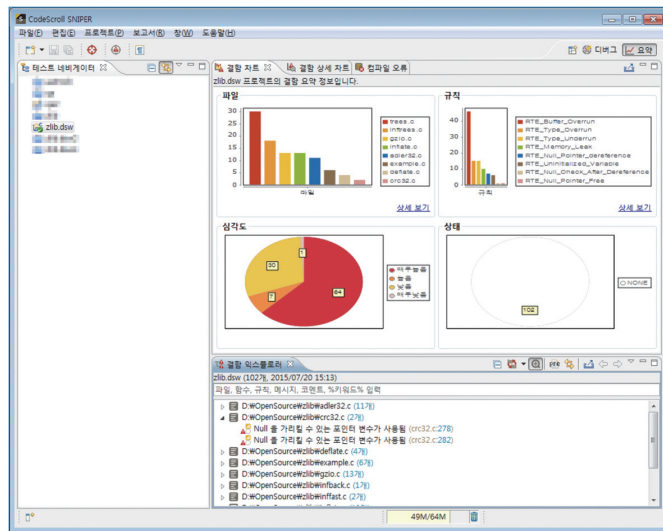 CodeScroll SNIPER
파일(F) 편집(E) 프로젝트(P) 보고서(R) 창(W) 도움말(H)
디버그 요약
테스트 네비게이터
zlib.dsw
결함 차트 결함 상세 차트 컴파일 오류
zlib.dsw 프로젝트의 결함 요약 정보입니다.
파일
30
25
20
15
10
5
0
파일
trees.c
inftrees.c
gzio.c
inflate.c
adler32.c
example.c
deflate.c
crc32.c
상세 보기
규칙
40
30
20
10
0
규칙
RTE_Buffer_Overrun
RTE_Type_Overrun
RTE_Type_Underrun
RTE_Memory_Leak
RTE_Null_Pointer_dereference
RTE_Uninitialized_Variable
RTE_Null_Check_After_Dereference
RTE_Null_Pointer_Free
상세 보기
심각도
1
30
7
64
매우높음
높음
낮음
매우낮음
상태
102
NONE
결함 익스플로러
zlib.dsw (102개, 2015/07/20 15:13)
파일, 함수, 규칙, 메시지, 코멘트, %키워드% 입력
D:₩OpenSource₩zlib₩adler32.c (11개)
D:₩OpenSource₩zlib₩crc32.c (2개)
Null 을 가리킬 수 있는 포인터 변수가 사용됨 (crc32.c:278)
Null 을 가리킬 수 있는 포인터 변수가 사용됨 (crc32.c:282)
D:₩OpenSource₩zlib₩deflate.c (4개)
D:₩OpenSource₩zlib₩example.c (6개)
D:₩OpenSource₩zlib₩gzio.c (13개)
D:₩OpenSource₩zlib₩infback.c (1개)
D:₩OpenSource₩zlib₩inffast.c (2개)
49M/64M